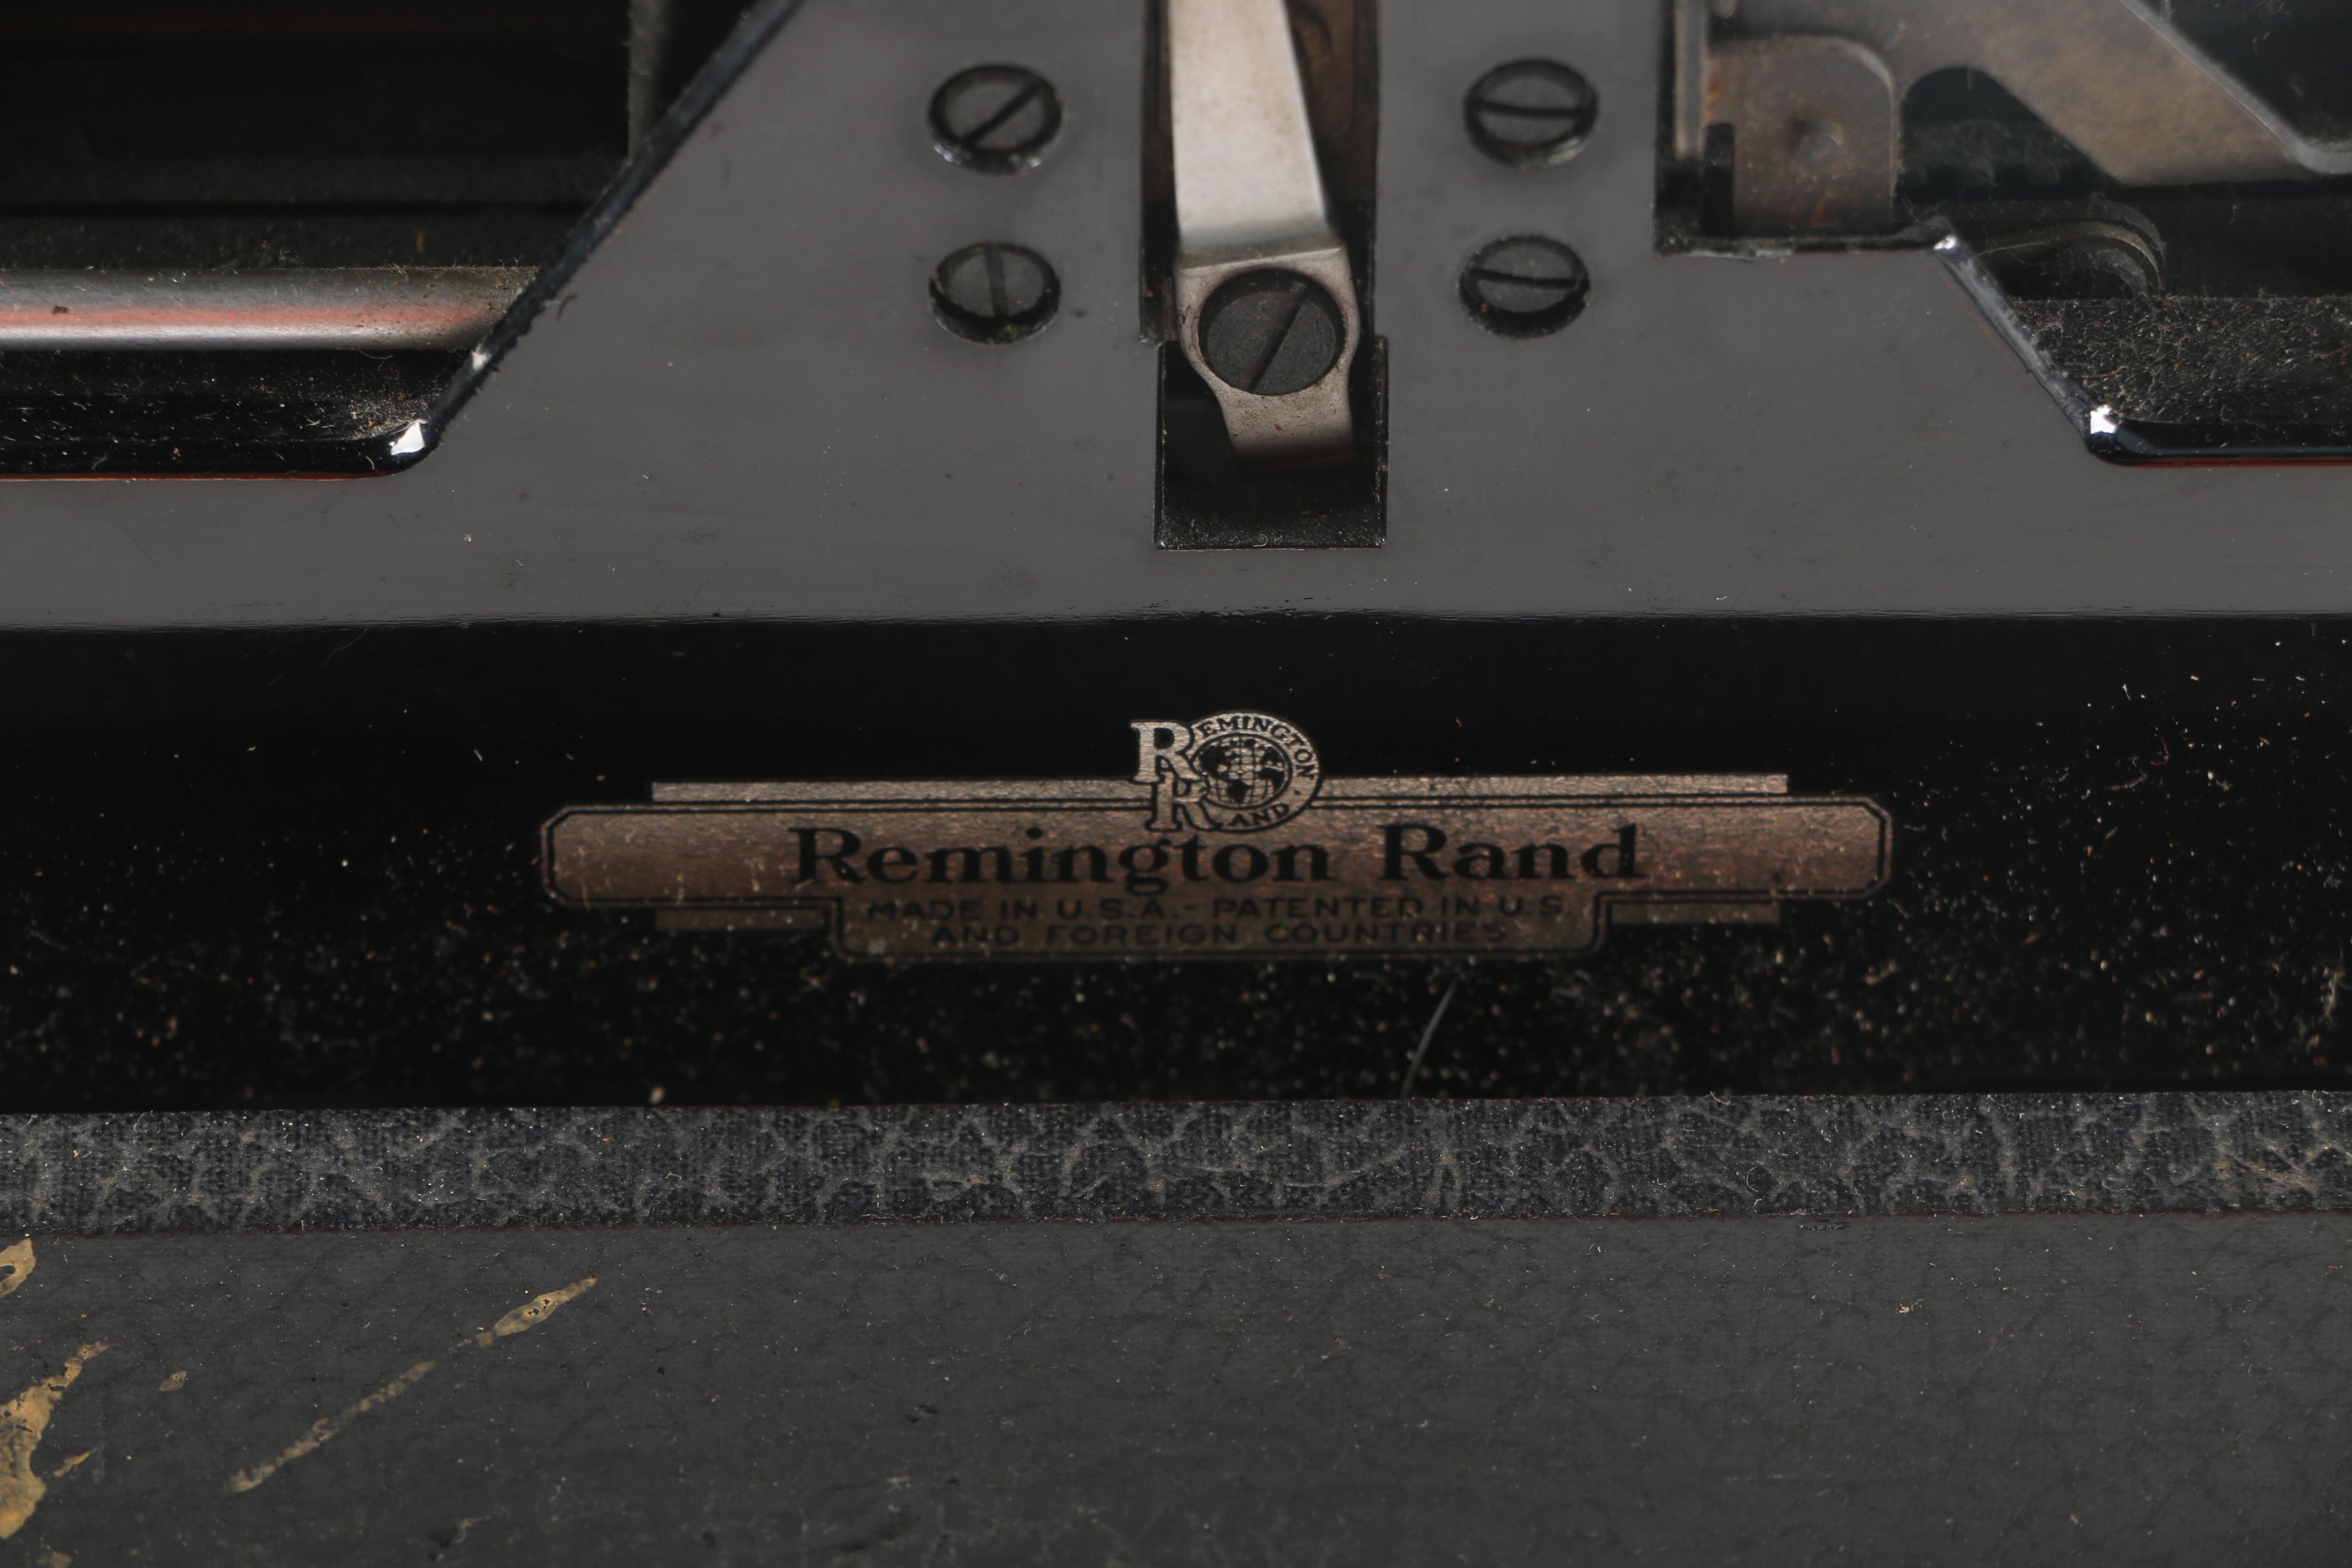 REMINGTON
RAND.
Remington Rand
MADE IN U.S.A. - PATENTED IN U.S.
AND FOREIGN COUNTRIES